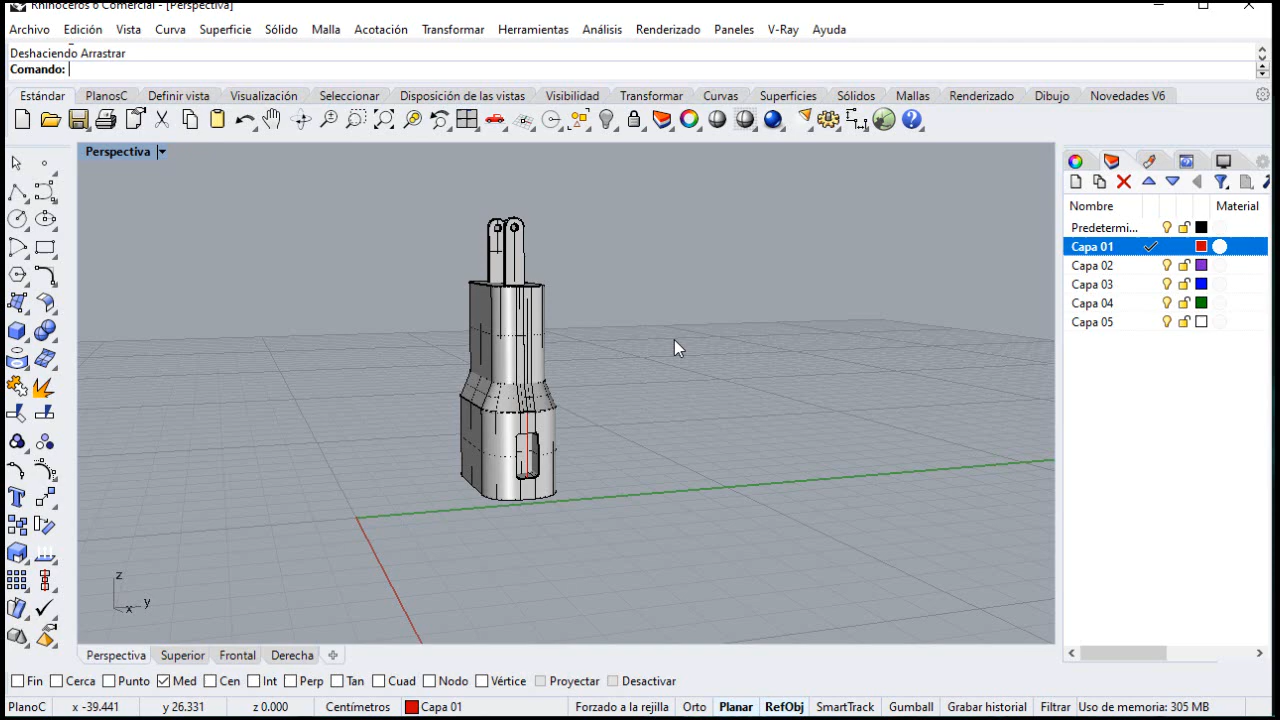 Rhinoceros 6 Comercial - [Perspectiva]
Archivo Edición Vista Curva Superficie Sólido Malla Acotación Transformar Herramientas Análisis Renderizado Paneles V-Ray Ayuda
Deshaciendo Arrastrar
Comando:
Estándar PlanosC Definir vista Visualización Seleccionar Disposición de las vistas Visibilidad Transformar Curvas Superficies Sólidos Mallas Renderizado Dibujo Novedades V6
Perspectiva
Nombre Material
Predetermi...
Capa 01
Capa 02
Capa 03
Capa 04
Capa 05
z
x y
Perspectiva Superior Frontal Derecha
Fin Cerca Punto Med Cen Int Perp Tan Cuad Nodo Vértice Proyectar Desactivar
PlanoC x -39.441 y 26.331 z 0.000 Centímetros Capa 01 Forzado a la rejilla Orto Planar RefObj SmartTrack Gumball Grabar historial Filtrar Uso de memoria: 305 MB